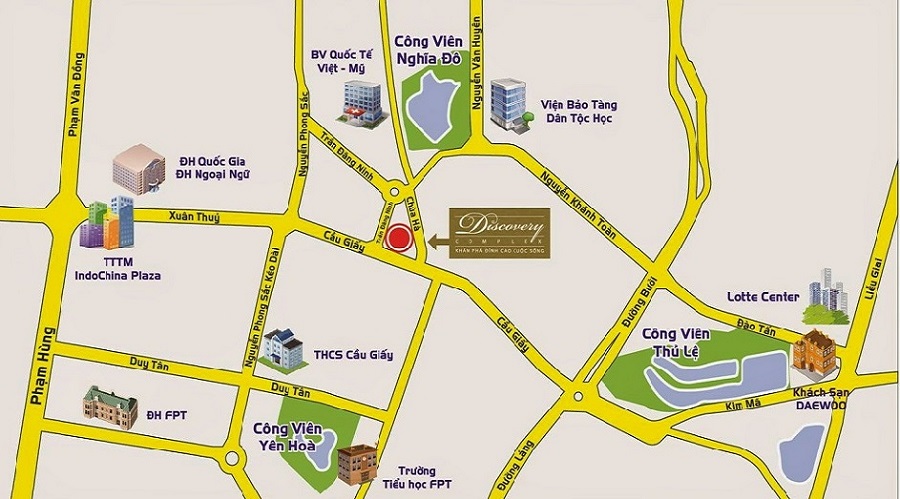 Phạm Văn Đồng
BV Quốc Tế
Việt - Mỹ
Công Viên
Nghĩa Đô
Nguyễn Văn Huyên
Viện Bảo Tàng
Dân Tộc Học
Nguyễn Phong Sắc
Trần Đăng Ninh
ĐH Quốc Gia
ĐH Ngoại Ngữ
Xuân Thuỷ
Cầu Giấy
Trần Đăng Ninh
Chùa Hà
Discovery
COMPLEX
KHÁM PHÁ ĐỈNH CAO CUỘC SỐNG
Nguyễn Khánh Toàn
TTTM
IndoChina Plaza
Nguyễn Phong Sắc Kéo Dài
Đường Bưởi
Liễu Giai
Lotte Center
Đào Tấn
Phạm Hùng
Cầu Giấy
THCS Cầu Giấy
Công Viên
Thủ Lệ
Duy Tân
Duy Tân
Khách Sạn
DAEWOO
Kim Mã
ĐH FPT
Công Viên
Yên Hoà
Trường
Tiểu học FPT
Đường Láng